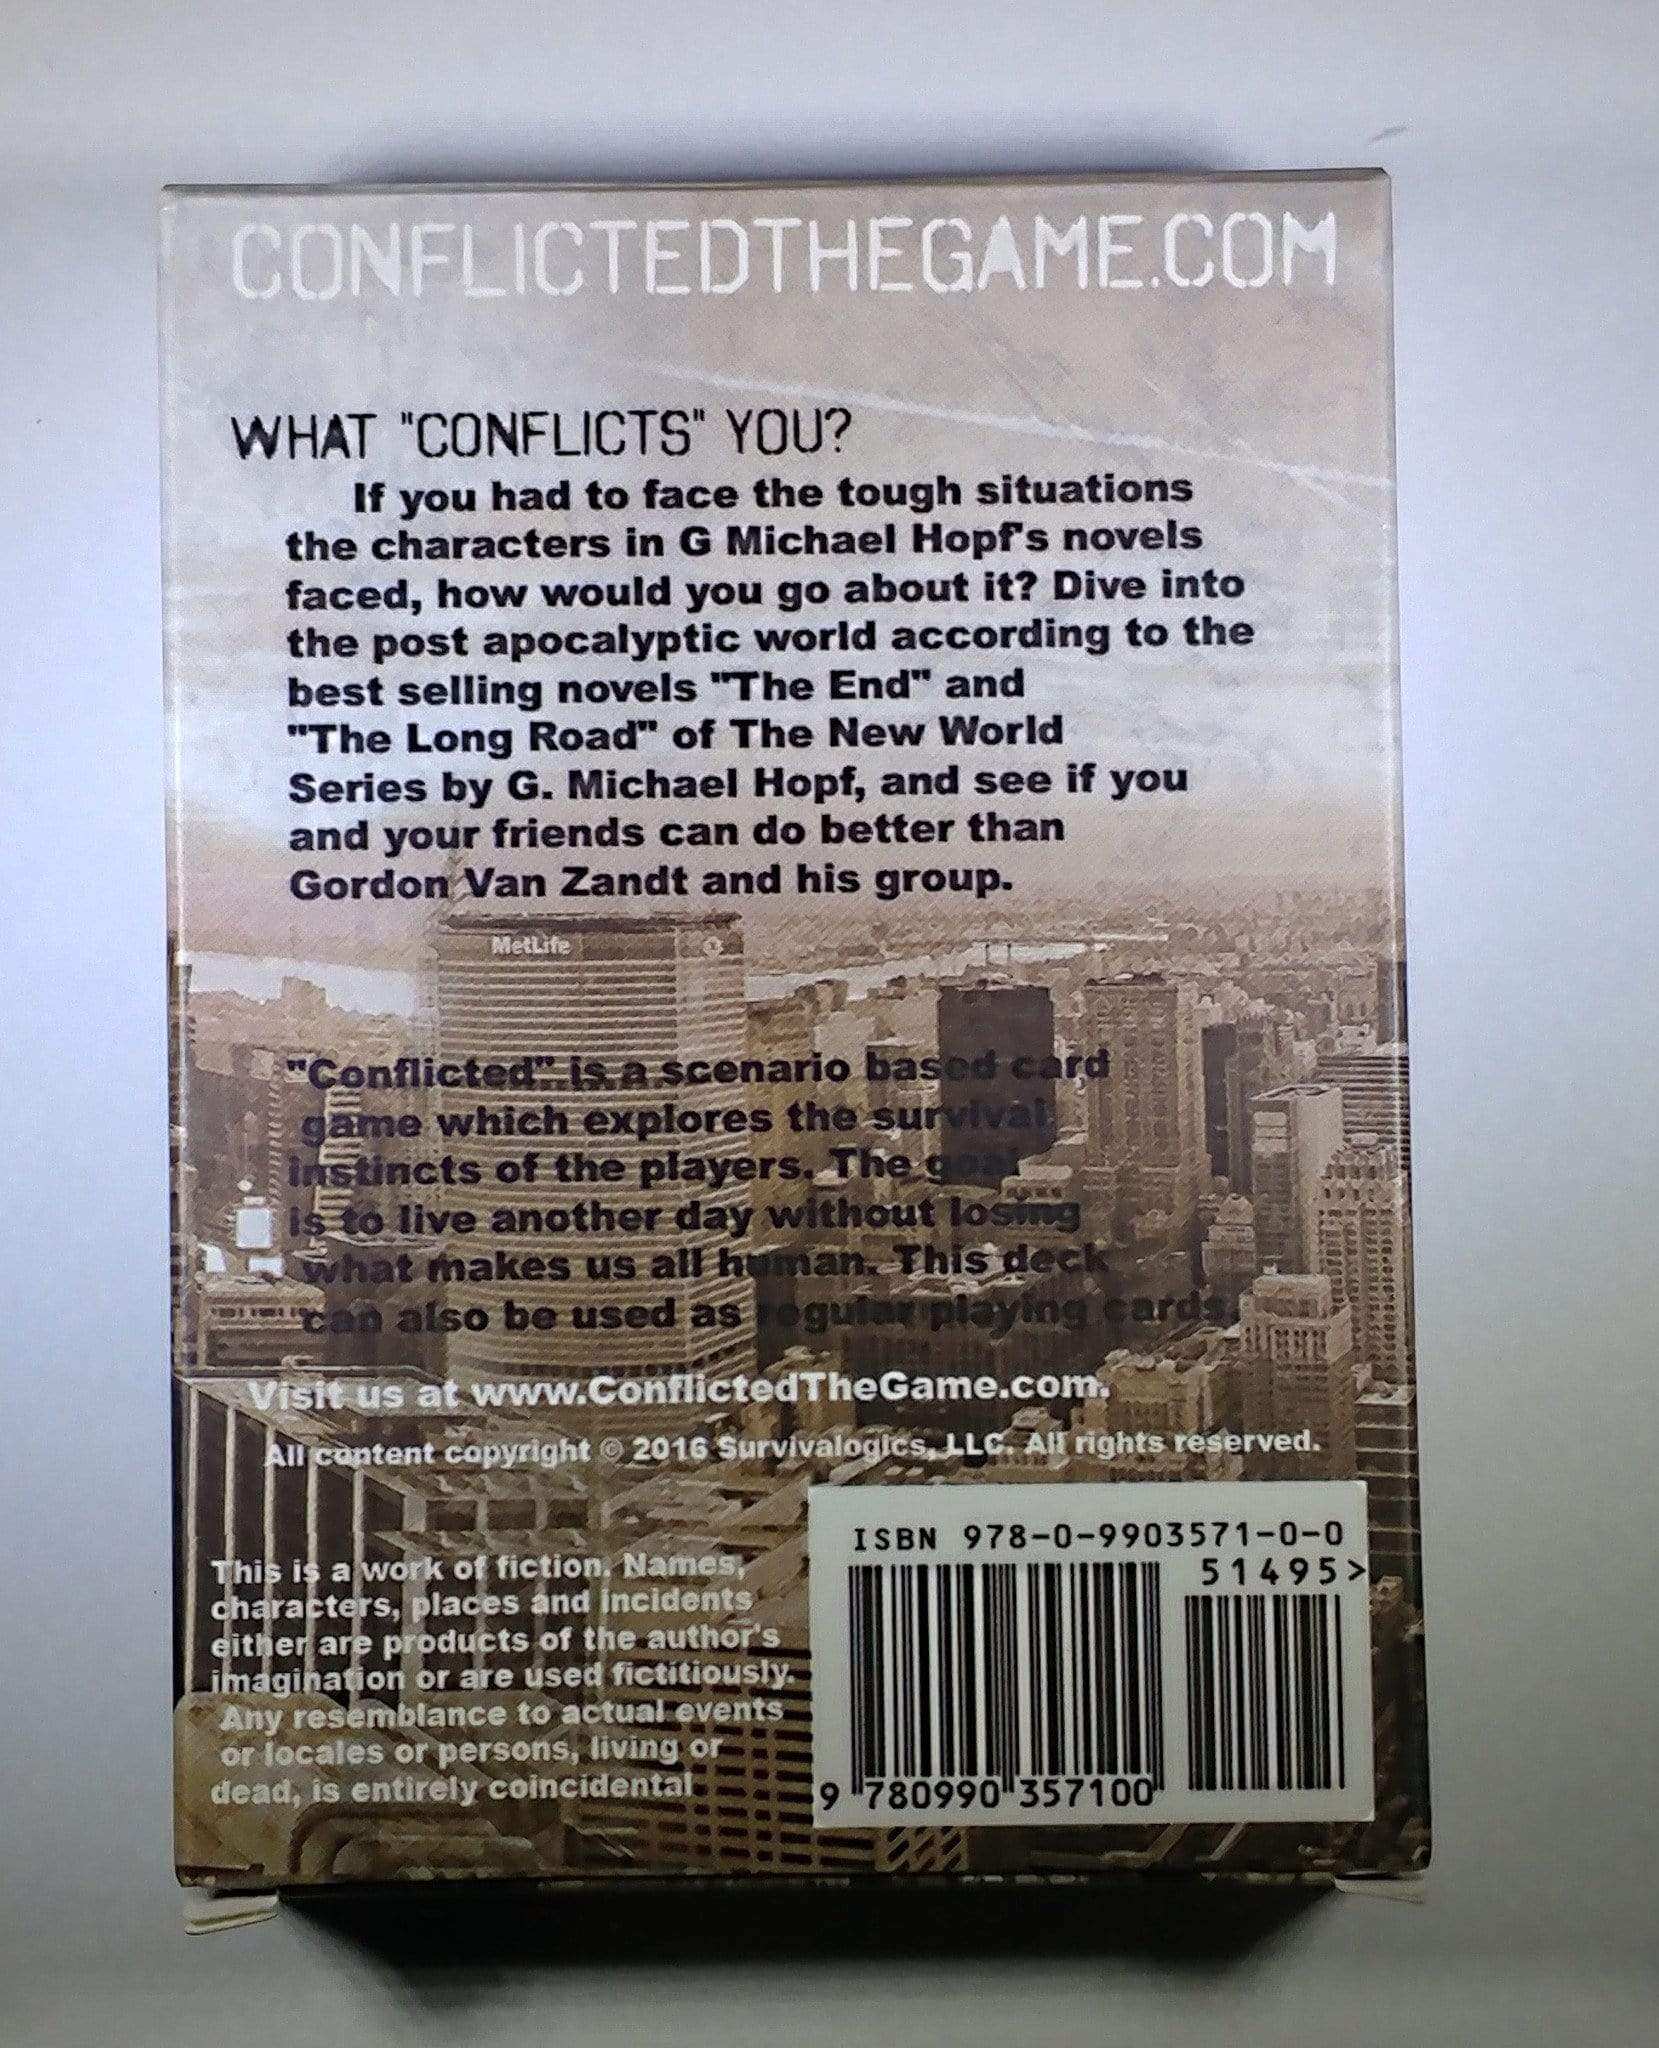 CONFLICTEDTHEGAME.COM
WHAT "CONFLICTS" YOU?
If you had to face the tough situations
the characters in G Michael Hopf's novels
faced, how would you go about it? Dive into
the post apocalyptic world according to the
best selling novels "The End" and
"The Long Road" of The New World
Series by G. Michael Hopf, and see if you
and your friends can do better than
Gordon Van Zandt and his group.
MetLife
"Conflicted" is a scenario based card
game which explores the survival
instincts of the players. The goal
is to live another day without losing
what makes us all human. This deck
can also be used as regular playing cards.
Visit us at www.ConflictedTheGame.com.
All content copyright © 2016 Survivalogics, LLC. All rights reserved.
This is a work of fiction. Names,
characters, places and incidents
either are products of the author's
imagination or are used fictitiously.
Any resemblance to actual events
or locales or persons, living or
dead, is entirely coincidental
ISBN 978-0-9903571-0-0
51495>
9 780990 357100